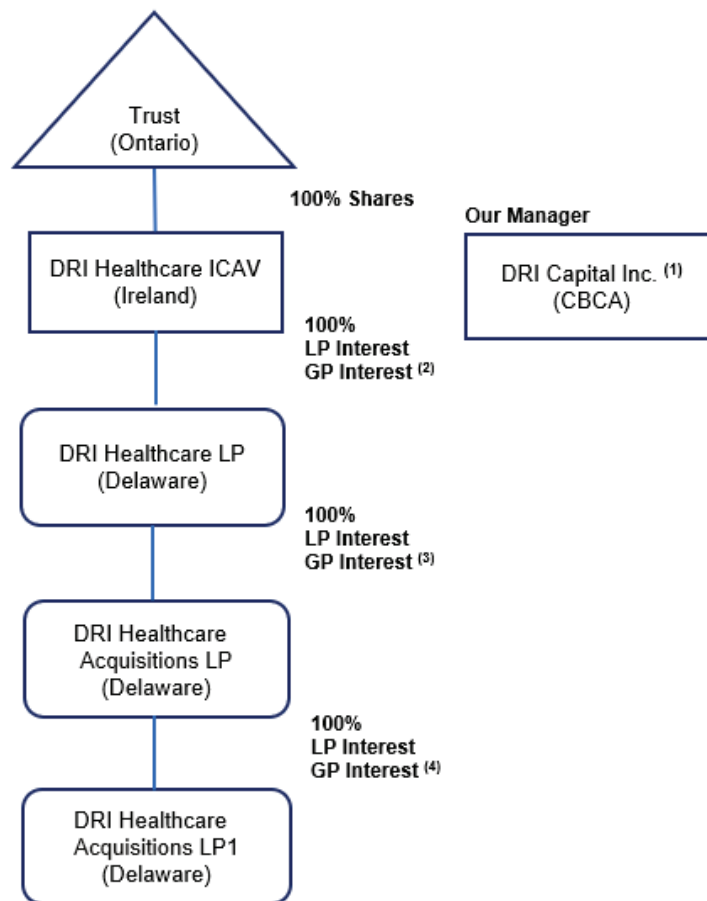 Trust
(Ontario)
100% Shares
Our Manager
DRI Healthcare ICAV
(Ireland)
DRI Capital Inc. (1)
(CBCA)
100%
LP Interest
GP Interest (2)
DRI Healthcare LP
(Delaware)
100%
LP Interest
GP Interest (3)
DRI Healthcare
Acquisitions LP
(Delaware)
100%
LP Interest
GP Interest (4)
DRI Healthcare
Acquisitions LP1
(Delaware)